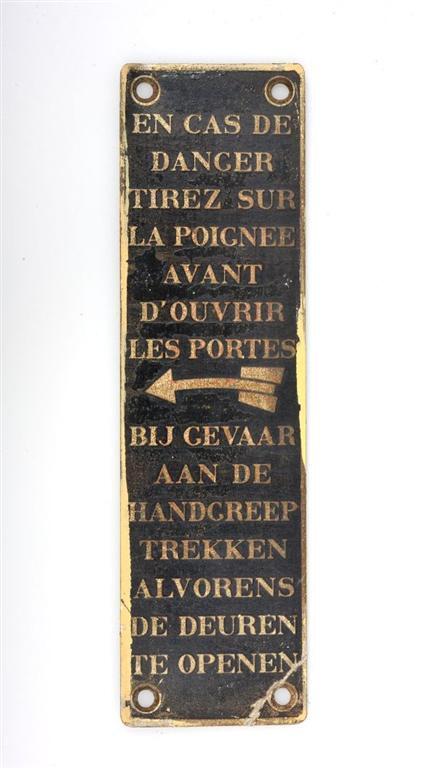 EN CAS DE
DANGER
TIREZ SUR
LA POIGNEE
AVANT
D'OUVRIR
LES PORTES
BIJ GEVAAR
AAN DE
HANDGREEP
TREKKEN
ALVORENS
DE DEUREN
TE OPENEN